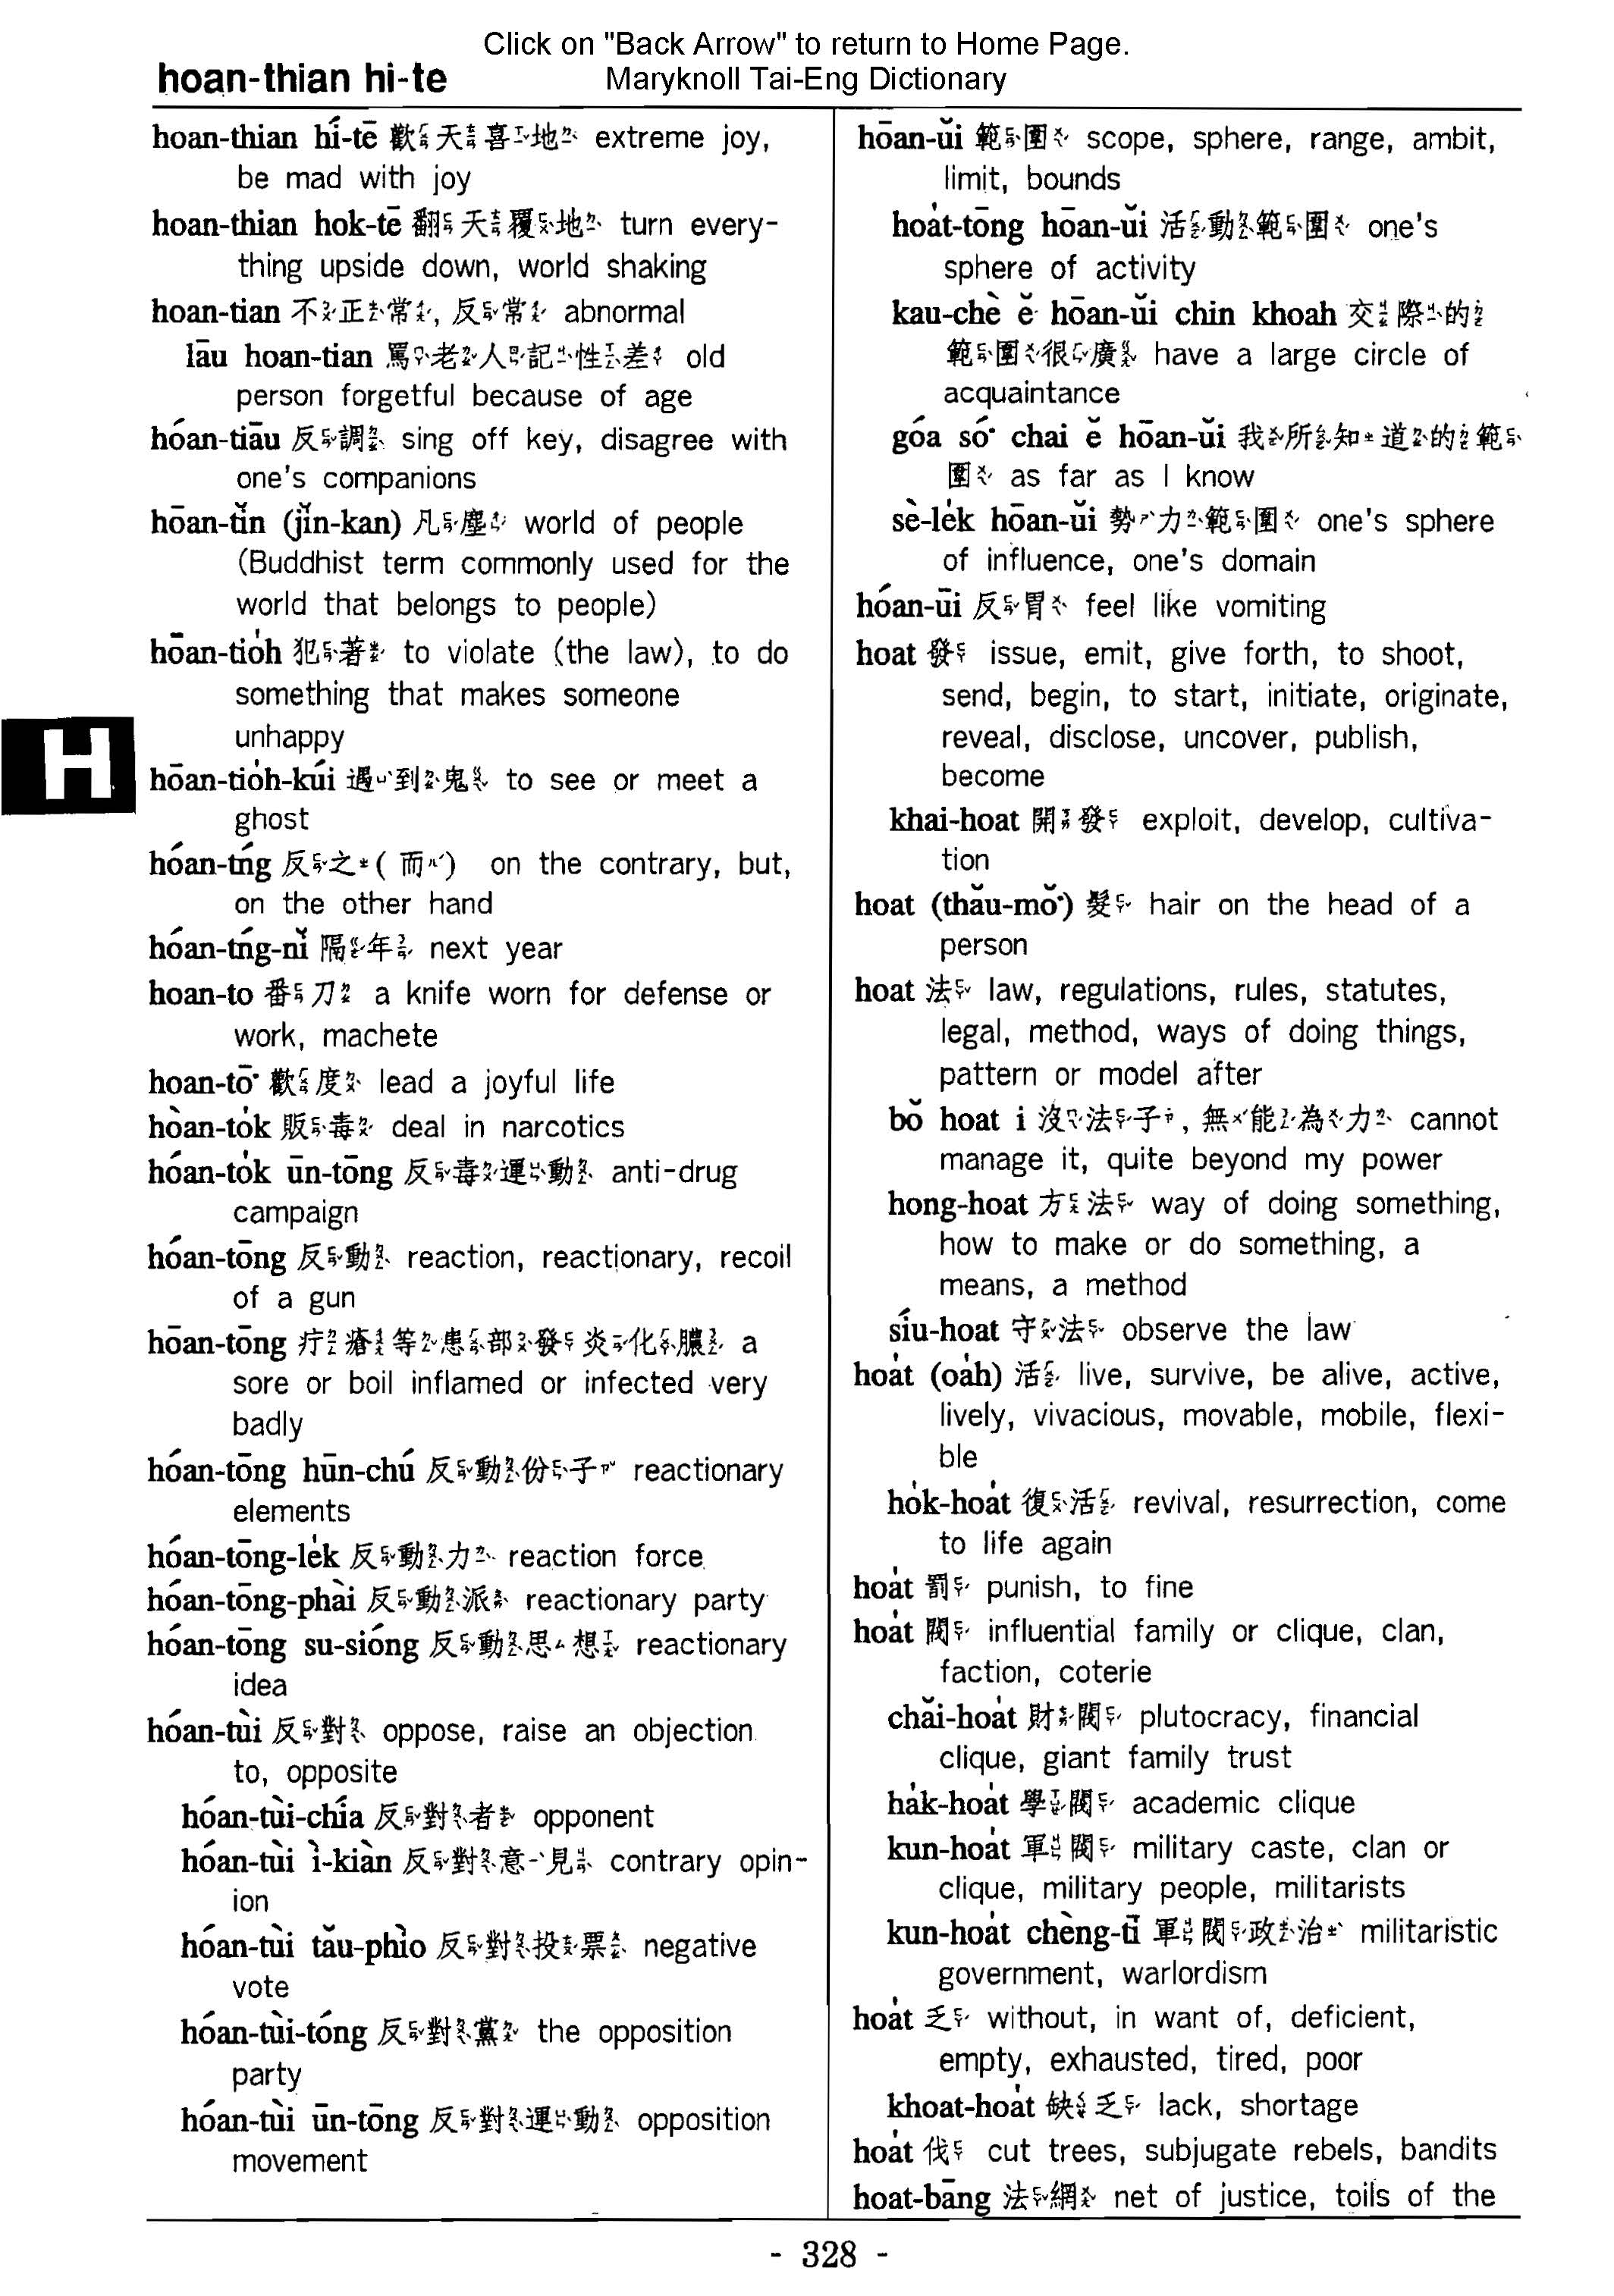 Click on "Back Arrow" to return to Home Page.
Maryknoll Tai-Eng Dictionary
hoan-thian hi-te
hoan-thian hí-tē 歡天喜地 extreme joy,
be mad with joy
hoan-thian hok-tē 翻天覆地 turn every-
thing upside down, world shaking
hoan-tian 不正常, 反常 abnormal
lāu hoan-tian 罵老人記性差 old
person forgetful because of age
hóan-tiāu 反調 sing off key, disagree with
one's companions
hōan-tĭn (jĭn-kan) 凡塵 world of people
(Buddhist term commonly used for the
world that belongs to people)
hōan-tio̍h 犯著 to violate (the law), to do
something that makes someone
unhappy
hōan-tio̍h-kúi 遇到鬼 to see or meet a
ghost
hóan-tńg 反之(而) on the contrary, but,
on the other hand
hóan-tńg-nĭ 隔年 next year
hoan-to 番刀 a knife worn for defense or
work, machete
hoan-tō͘ 歡度 lead a joyful life
hòan-to̍k 販毒 deal in narcotics
hóan-to̍k ūn-tōng 反毒運動 anti-drug
campaign
hóan-tōng 反動 reaction, reactionary, recoil
of a gun
hōan-tōng 疔瘡等患部發炎化膿 a
sore or boil inflamed or infected very
badly
hóan-tōng hūn-chú 反動份子 reactionary
elements
hóan-tōng-le̍k 反動力 reaction force
hóan-tōng-phài 反動派 reactionary party
hóan-tōng su-sióng 反動思想 reactionary
idea
hóan-tùi 反對 oppose, raise an objection
to, opposite
hóan-tùi-chía 反對者 opponent
hóan-tùi ì-kiàn 反對意見 contrary opin-
ion
hóan-tùi tău-phìo 反對投票 negative
vote
hóan-tùi-tóng 反對黨 the opposition
party
hóan-tùi ūn-tōng 反對運動 opposition
movement
hōan-ŭi 範圍 scope, sphere, range, ambit,
limit, bounds
hoa̍t-tōng hōan-ŭi 活動範圍 one's
sphere of activity
kau-chè ĕ hōan-ŭi chin khoah 交際的
範圍很廣 have a large circle of
acquaintance
góa só͘ chai ĕ hōan-ŭi 我所知道的範
圍 as far as I know
sè-le̍k hōan-ŭi 勢力範圍 one's sphere
of influence, one's domain
hóan-ūi 反胃 feel like vomiting
hoat 發 issue, emit, give forth, to shoot,
send, begin, to start, initiate, originate,
reveal, disclose, uncover, publish,
become
khai-hoat 開發 exploit, develop, cultiva-
tion
hoat (thău-mŏ͘) 髮 hair on the head of a
person
hoat 法 law, regulations, rules, statutes,
legal, method, ways of doing things,
pattern or model after
bŏ hoat i 沒法子, 無能為力 cannot
manage it, quite beyond my power
hong-hoat 方法 way of doing something,
how to make or do something, a
means, a method
síu-hoat 守法 observe the law
hoa̍t (oa̍h) 活 live, survive, be alive, active,
lively, vivacious, movable, mobile, flexi-
ble
ho̍k-hoa̍t 復活 revival, resurrection, come
to life again
hoa̍t 罰 punish, to fine
hoa̍t 閥 influential family or clique, clan,
faction, coterie
chăi-hoa̍t 財閥 plutocracy, financial
clique, giant family trust
ha̍k-hoa̍t 學閥 academic clique
kun-hoa̍t 軍閥 military caste, clan or
clique, military people, militarists
kun-hoa̍t chèng-tī 軍閥政治 militaristic
government, warlordism
hoa̍t 乏 without, in want of, deficient,
empty, exhausted, tired, poor
khoat-hoa̍t 缺乏 lack, shortage
hoa̍t 伐 cut trees, subjugate rebels, bandits
hoat-bāng 法網 net of justice, toils of the
H
- 328 -